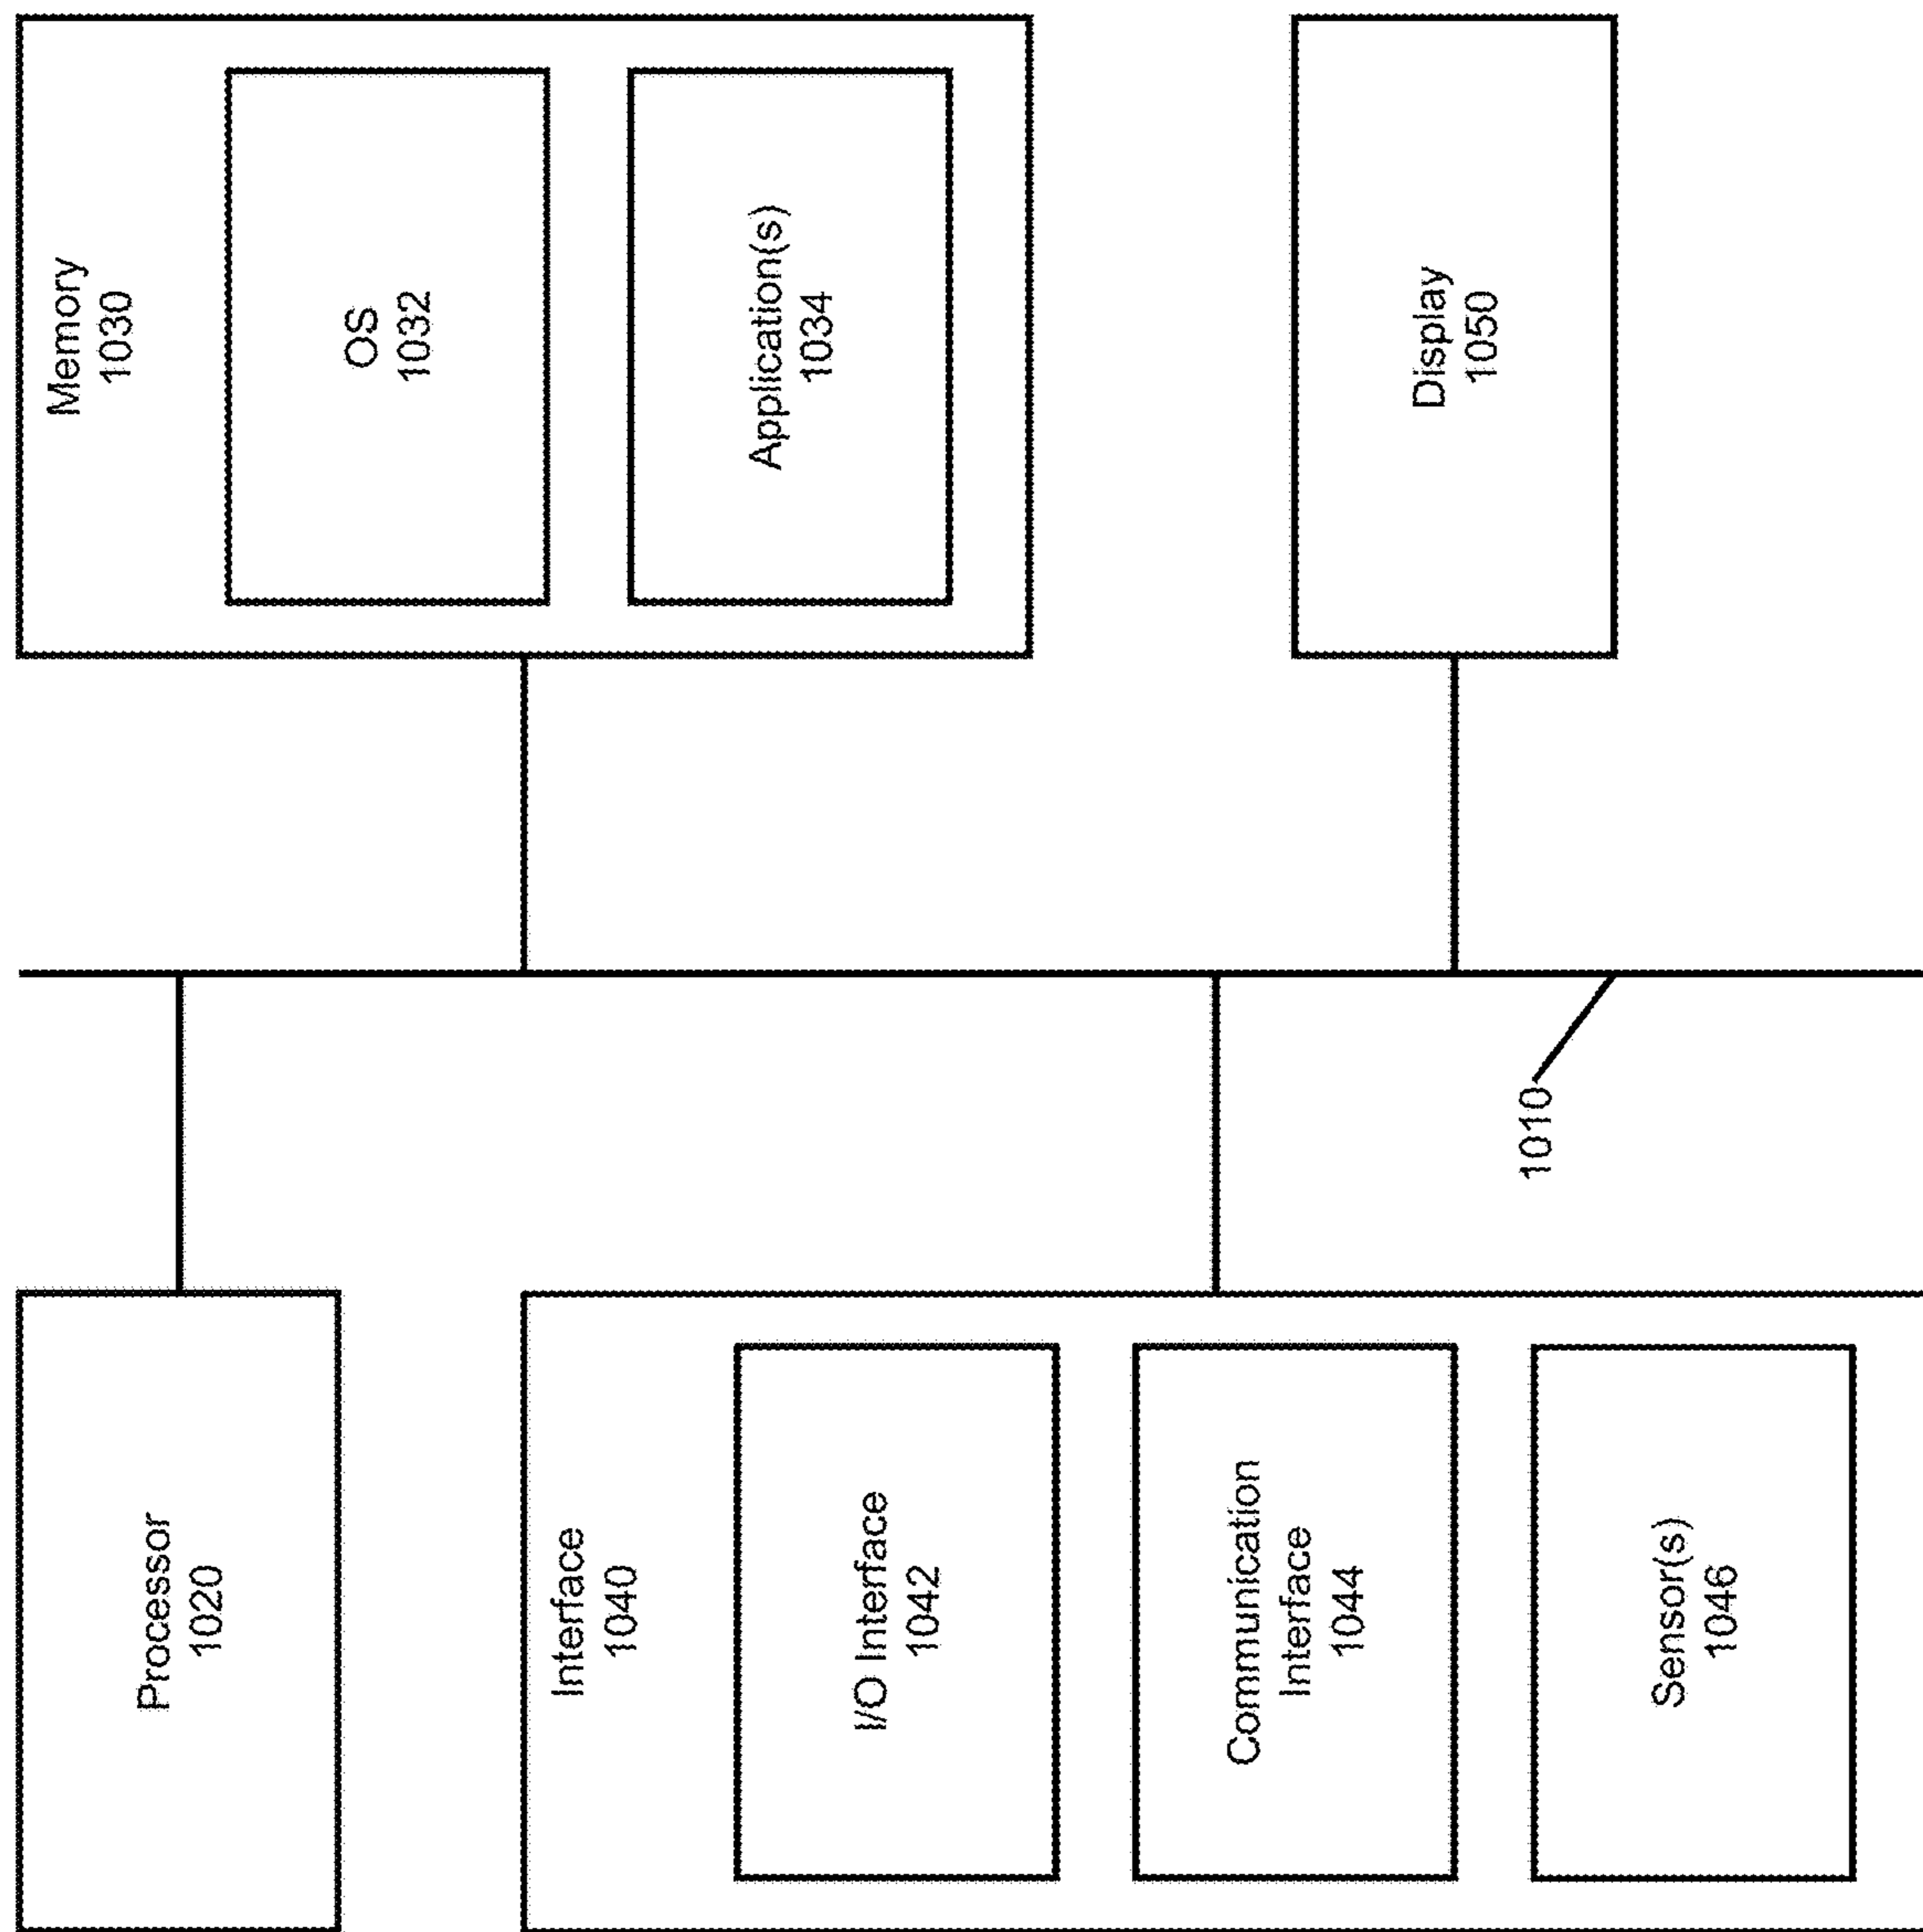 Processor
1020
Interface
1040
I/O Interface
1042
Communication
Interface
1044
Sensor(s)
1046
1010
Memory
1030
OS
1032
Application(s)
1034
Display
1050